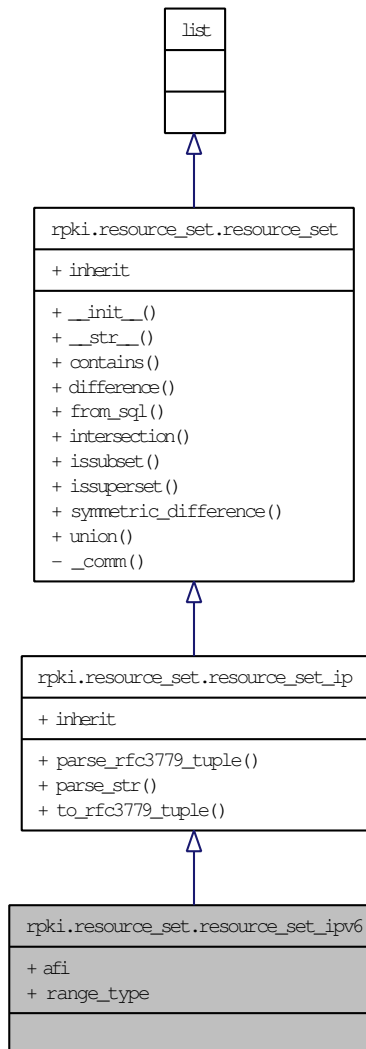 list
rpki.resource_set.resource_set
+ inherit
+ __init__()
+ __str__()
+ contains()
+ difference()
+ from_sql()
+ intersection()
+ issubset()
+ issuperset()
+ symmetric_difference()
+ union()
- _comm()
rpki.resource_set.resource_set_ip
+ inherit
+ parse_rfc3779_tuple()
+ parse_str()
+ to_rfc3779_tuple()
rpki.resource_set.resource_set_ipv6
+ afi
+ range_type